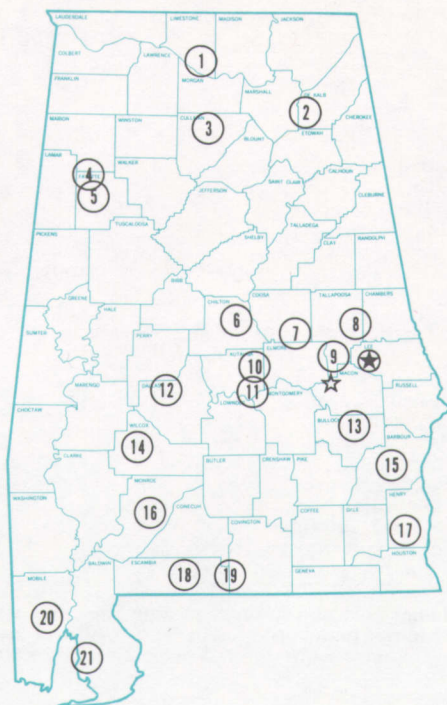 LAUDERDALE
LIMESTONE
MADISON
JACKSON
COLBERT
LAWRENCE
1
FRANKLIN
MORGAN
MARSHALL
DE KALB
2
CHEROKEE
MARION
WINSTON
CULLMAN
3
BLOUNT
ETOWAH
LAMAR
FAYETTE
4
WALKER
CALHOUN
5
JEFFERSON
SAINT CLAIR
CLEBURNE
PICKENS
TUSCALOOSA
SHELBY
TALLADEGA
CLAY
RANDOLPH
GREENE
HALE
BIBB
CHILTON
COOSA
TALLAPOOSA
CHAMBERS
6
7
8
SUMTER
PERRY
AUTAUGA
ELMORE
LEE
9
10
MACON
MARENGO
DALLAS
12
11
LOWNDES
MONTGOMERY
RUSSELL
CHOCTAW
WILCOX
BULLOCK
13
BARBOUR
14
CLARKE
BUTLER
CRENSHAW
PIKE
15
MONROE
WASHINGTON
CONECUH
16
COVINGTON
COFFEE
DALE
HENRY
17
HOUSTON
MOBILE
BALDWIN
ESCAMBIA
18
19
GENEVA
20
21